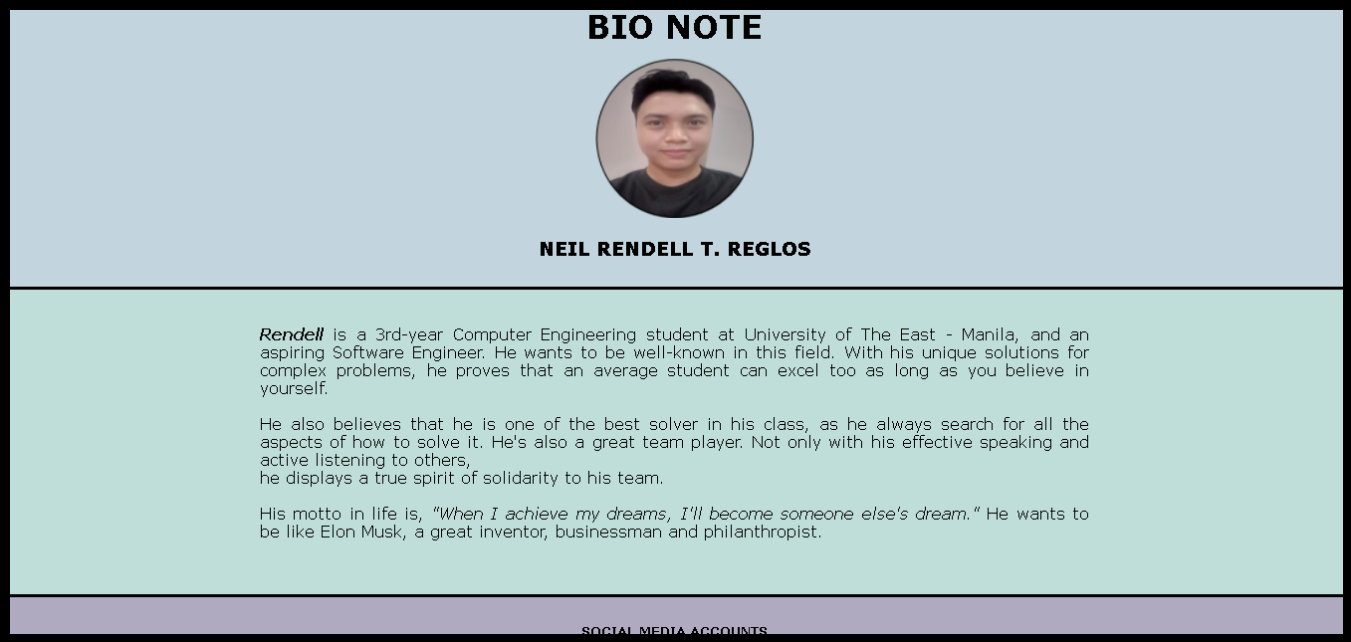 BIO NOTE
NEIL RENDELL T. REGLOS
Rendell is a 3rd-year Computer Engineering student at University of The East - Manila, and an
aspiring Software Engineer. He wants to be well-known in this field. With his unique solutions for
complex problems, he proves that an average student can excel too as long as you believe in
yourself.
He also believes that he is one of the best solver in his class, as he always search for all the
aspects of how to solve it. He's also a great team player. Not only with his effective speaking and
active listening to others,
he displays a true spirit of solidarity to his team.
His motto in life is, "When I achieve my dreams, I'll become someone else's dream." He wants to
be like Elon Musk, a great inventor, businessman and philanthropist.
SOCIAL MEDIA ACCOUNTS